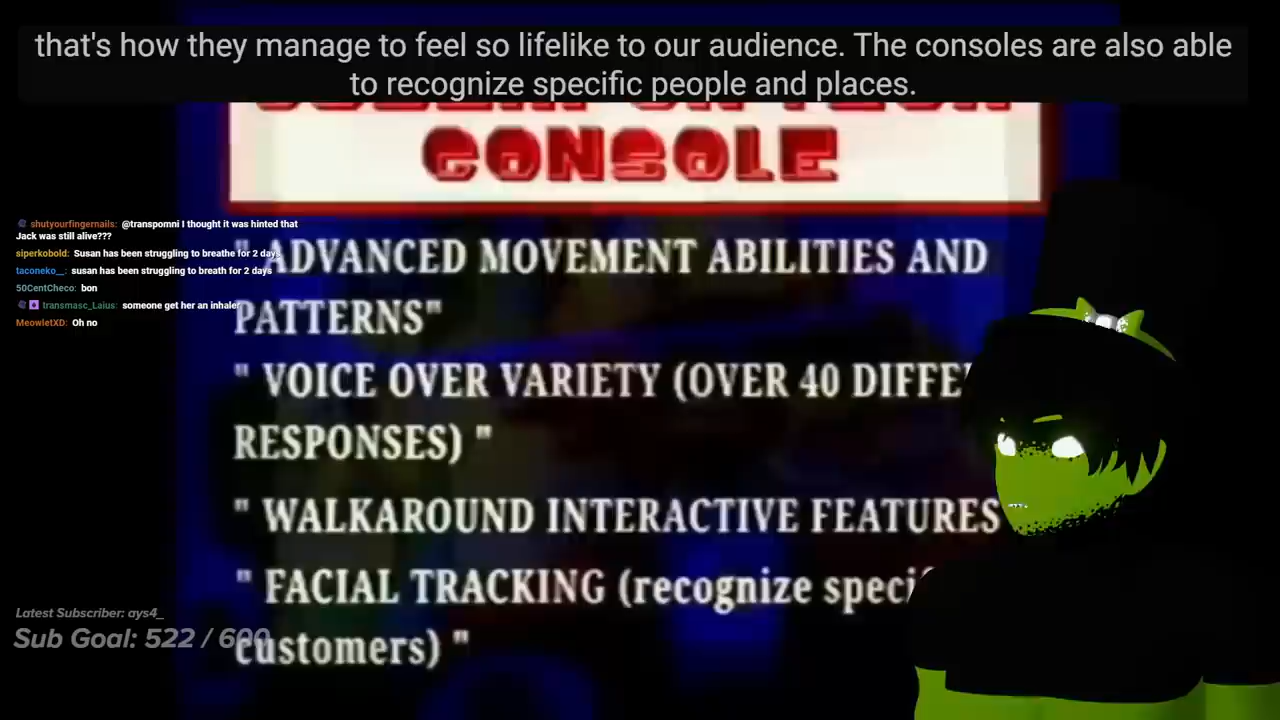 that's how they manage to feel so lifelike to our audience. The consoles are also able
to recognize specific people and places.
CONSOLE
shutyourfingernails: @transpomni I thought it was hinted that
Jack was still alive???
siperkobold: Susan has been struggling to breathe for 2 days
taconeko__: susan has been struggling to breath for 2 days
50CentCheco: bon
transmasc_Laius: someone get her an inhaler
MeowletXD: Oh no
" ADVANCED MOVEMENT ABILITIES AND
PATTERNS"
" VOICE OVER VARIETY (OVER 40
RESPONSES) "
" WALKAROUND INTERACTIVE FEATURES
" FACIAL TRACKING (recognize
customers) "
Latest Subscriber: ays4_
Sub Goal: 522 / 600